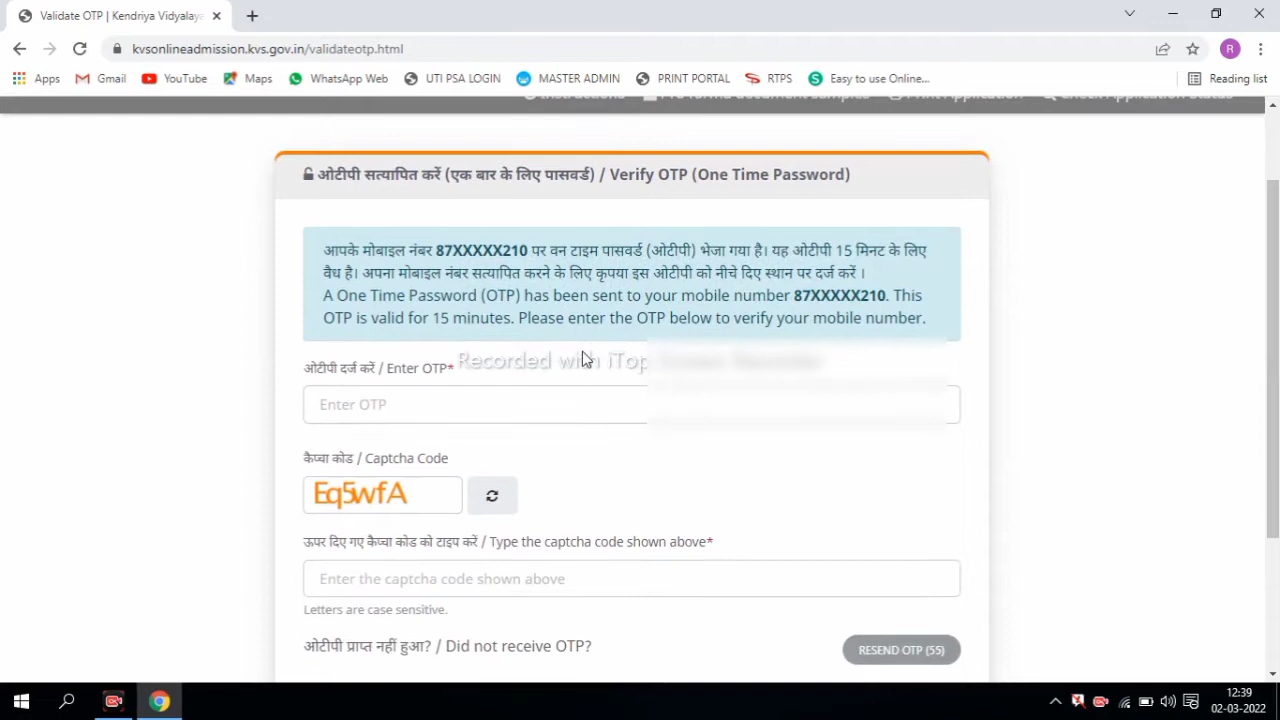 Validate OTP | Kendriya Vidyalaya
kvsonlineadmission.kvs.gov.in/validateotp.html
R
Apps Gmail YouTube Maps WhatsApp Web UTI PSA LOGIN MASTER ADMIN PRINT PORTAL RTPS Easy to use Online... Reading list
ओटीपी सत्यापित करें (एक बार के लिए पासवर्ड) / Verify OTP (One Time Password)
आपके मोबाइल नंबर 87XXXXX210 पर वन टाइम पासवर्ड (ओटीपी) भेजा गया है। यह ओटीपी 15 मिनट के लिए
वैध है। अपना मोबाइल नंबर सत्यापित करने के लिए कृपया इस ओटीपी को नीचे दिए स्थान पर दर्ज करें ।
A One Time Password (OTP) has been sent to your mobile number 87XXXXX210. This
OTP is valid for 15 minutes. Please enter the OTP below to verify your mobile number.
Recorded with iTop
ओटीपी दर्ज करें / Enter OTP*
Enter OTP
कैप्चा कोड / Captcha Code
Eq5wfA
ऊपर दिए गए कैप्चा कोड को टाइप करें / Type the captcha code shown above*
Enter the captcha code shown above
Letters are case sensitive.
ओटीपी प्राप्त नहीं हुआ? / Did not receive OTP?
RESEND OTP (55)
12:39
02-03-2022